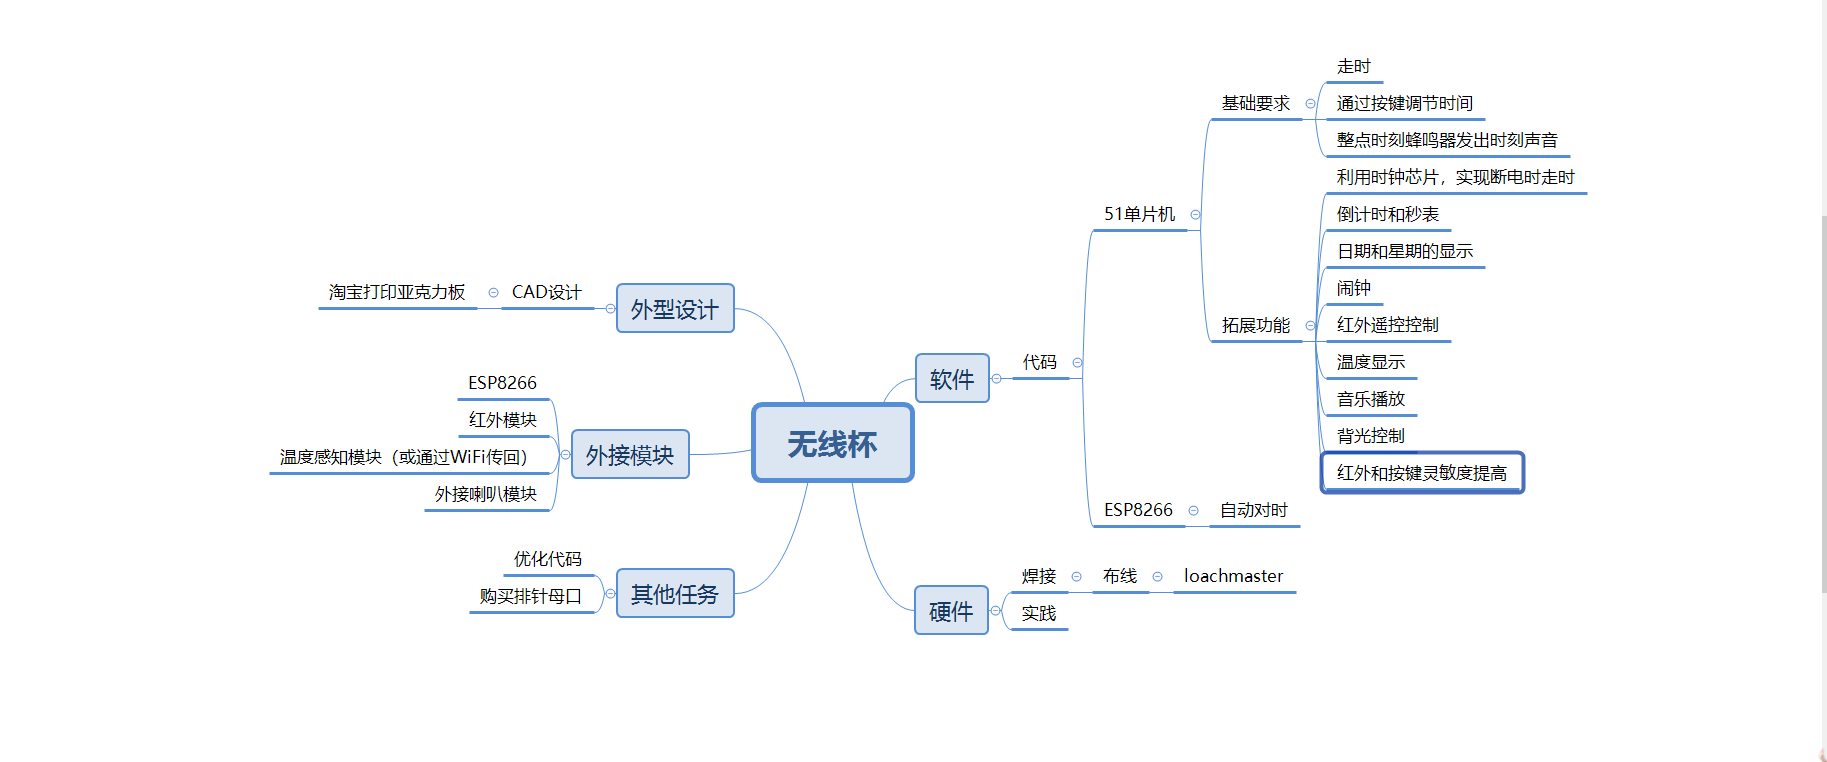 无线杯
软件
代码
51单片机
基础要求
走时
通过按键调节时间
整点时刻蜂鸣器发出时刻声音
拓展功能
利用时钟芯片，实现断电时走时
倒计时和秒表
日期和星期的显示
闹钟
红外遥控控制
温度显示
音乐播放
背光控制
红外和按键灵敏度提高
ESP8266
自动对时
硬件
焊接
布线
loachmaster
实践
外型设计
CAD设计
淘宝打印亚克力板
外接模块
ESP8266
红外模块
温度感知模块（或通过WiFi传回）
外接喇叭模块
其他任务
优化代码
购买排针母口